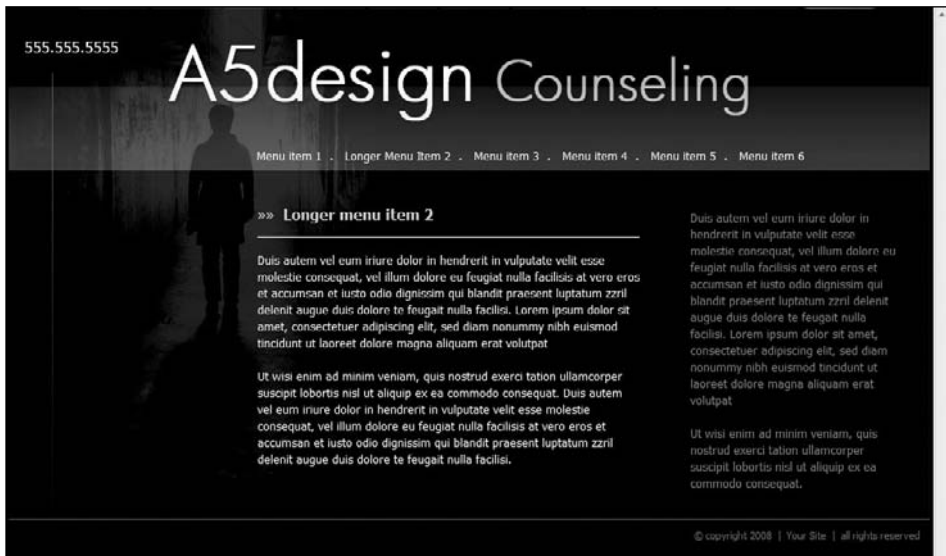 555.555.5555
A5design Counseling
Menu item 1 . Longer Menu Item 2 . Menu item 3 . Menu item 4 . Menu item 5 . Menu item 6
»» Longer menu item 2
Duis autem vel eum iriure dolor in hendrerit in vulputate velit esse
molestie consequat, vel illum dolore eu feugiat nulla facilisis at vero eros
et accumsan et iusto odio dignissim qui blandit praesent luptatum zzril
delenit augue duis dolore te feugait nulla facilisi. Lorem ipsum dolor sit
amet, consectetuer adipiscing elit, sed diam nonummy nibh euismod
tincidunt ut laoreet dolore magna aliquam erat volutpat
Ut wisi enim ad minim veniam, quis nostrud exerci tation ullamcorper
suscipit lobortis nisl ut aliquip ex ea commodo consequat. Duis autem
vel eum iriure dolor in hendrerit in vulputate velit esse molestie
consequat, vel illum dolore eu feugiat nulla facilisis at vero eros et
accumsan et iusto odio dignissim qui blandit praesent luptatum zzril
delenit augue duis dolore te feugait nulla facilisi.
Duis autem vel eum iriure dolor in
hendrerit in vulputate velit esse
molestie consequat, vel illum dolore eu
feugiat nulla facilisis at vero eros et
accumsan et iusto odio dignissim qui
blandit praesent luptatum zzril delenit
augue duis dolore te feugait nulla
facilisi. Lorem ipsum dolor sit amet,
consectetuer adipiscing elit, sed diam
nonummy nibh euismod tincidunt ut
laoreet dolore magna aliquam erat
volutpat
Ut wisi enim ad minim veniam, quis
nostrud exerci tation ullamcorper
suscipit lobortis nisl ut aliquip ex ea
commodo consequat.
© copyright 2008 | Your Site | all rights reserved